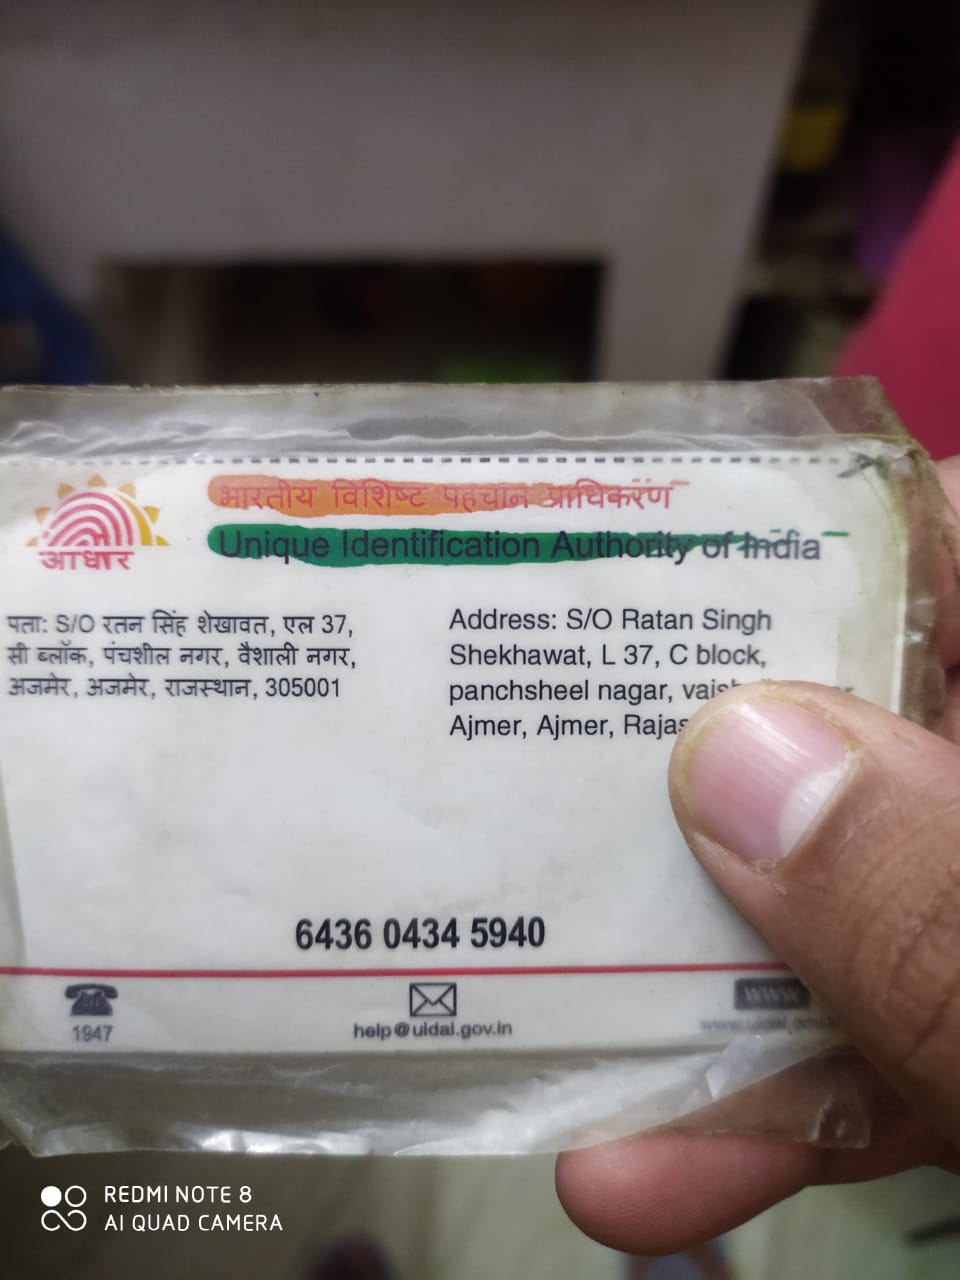 भारतीय विशिष्ट पहचान प्राधिकरण
Unique Identification Authority of India
आधार
पता: S/O रतन सिंह शेखावत, एल 37,
सी ब्लॉक, पंचशील नगर, वैशाली नगर,
अजमेर, अजमेर, राजस्थान, 305001
Address: S/O Ratan Singh
Shekhawat, L 37, C block,
panchsheel nagar,
Ajmer, Ajmer,
6436 0434 5940
1947
help@uidai.gov.in
www
REDMI NOTE 8
AI QUAD CAMERA